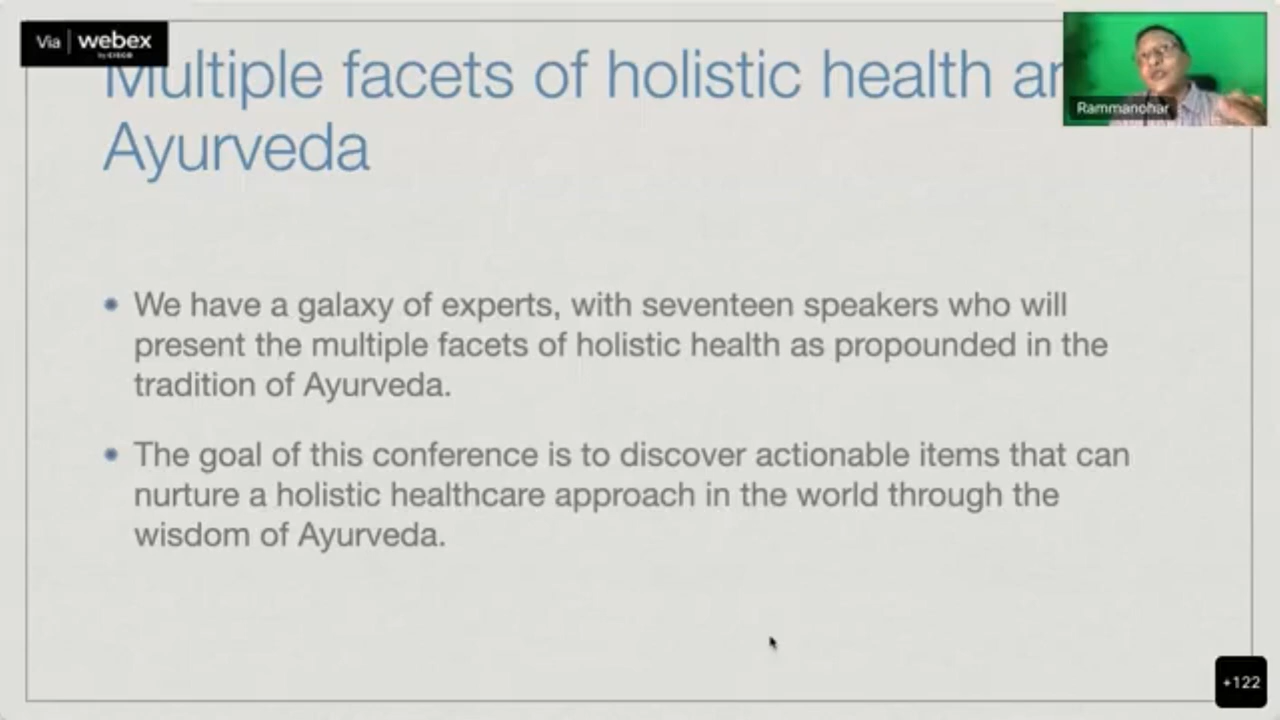 Via webex
by CISCO
Multiple facets of holistic health
Ayurveda
Rammanohar
We have a galaxy of experts, with seventeen speakers who will
present the multiple facets of holistic health as propounded in the
tradition of Ayurveda.
The goal of this conference is to discover actionable items that can
nurture a holistic healthcare approach in the world through the
wisdom of Ayurveda.
+122